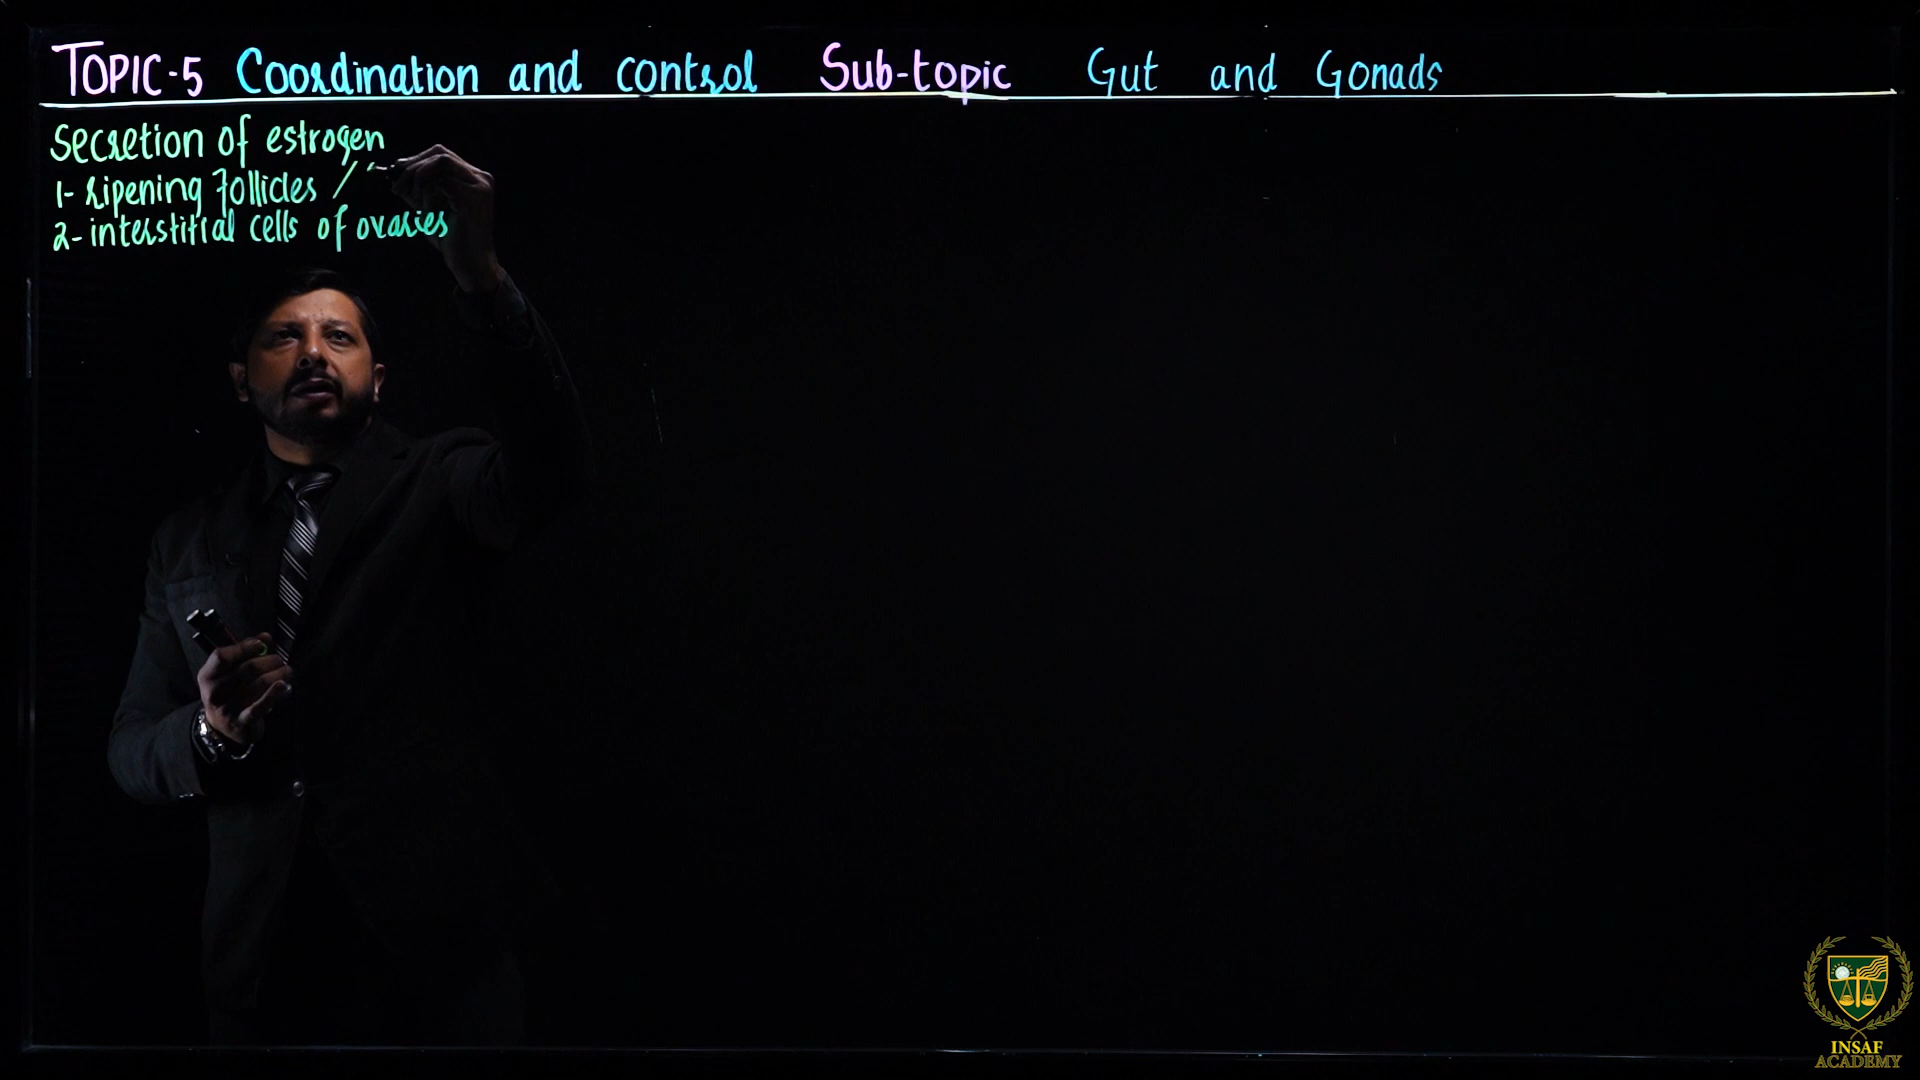 TOPIC-5 Coordination and control Sub-topic Gut and Gonads
Secretion of estrogen
1- ripening follicles /
2- interstitial cells of ovaries
INSAF
ACADEMY